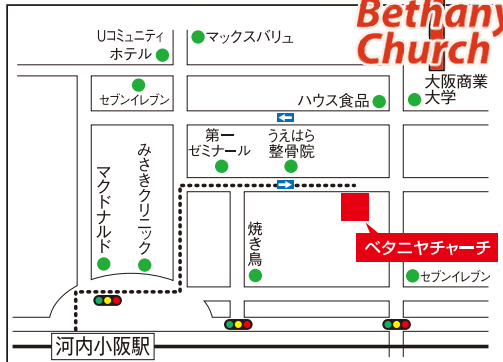 Bethany
Church
Uコミュニティ
ホテル
マックスバリュ
セブンイレブン
ハウス食品
大阪商業
大学
第一
ゼミナール
うえはら
整骨院
みさきクリニック
マクドナルド
焼き鳥
ベタニヤチャーチ
セブンイレブン
河内小阪駅